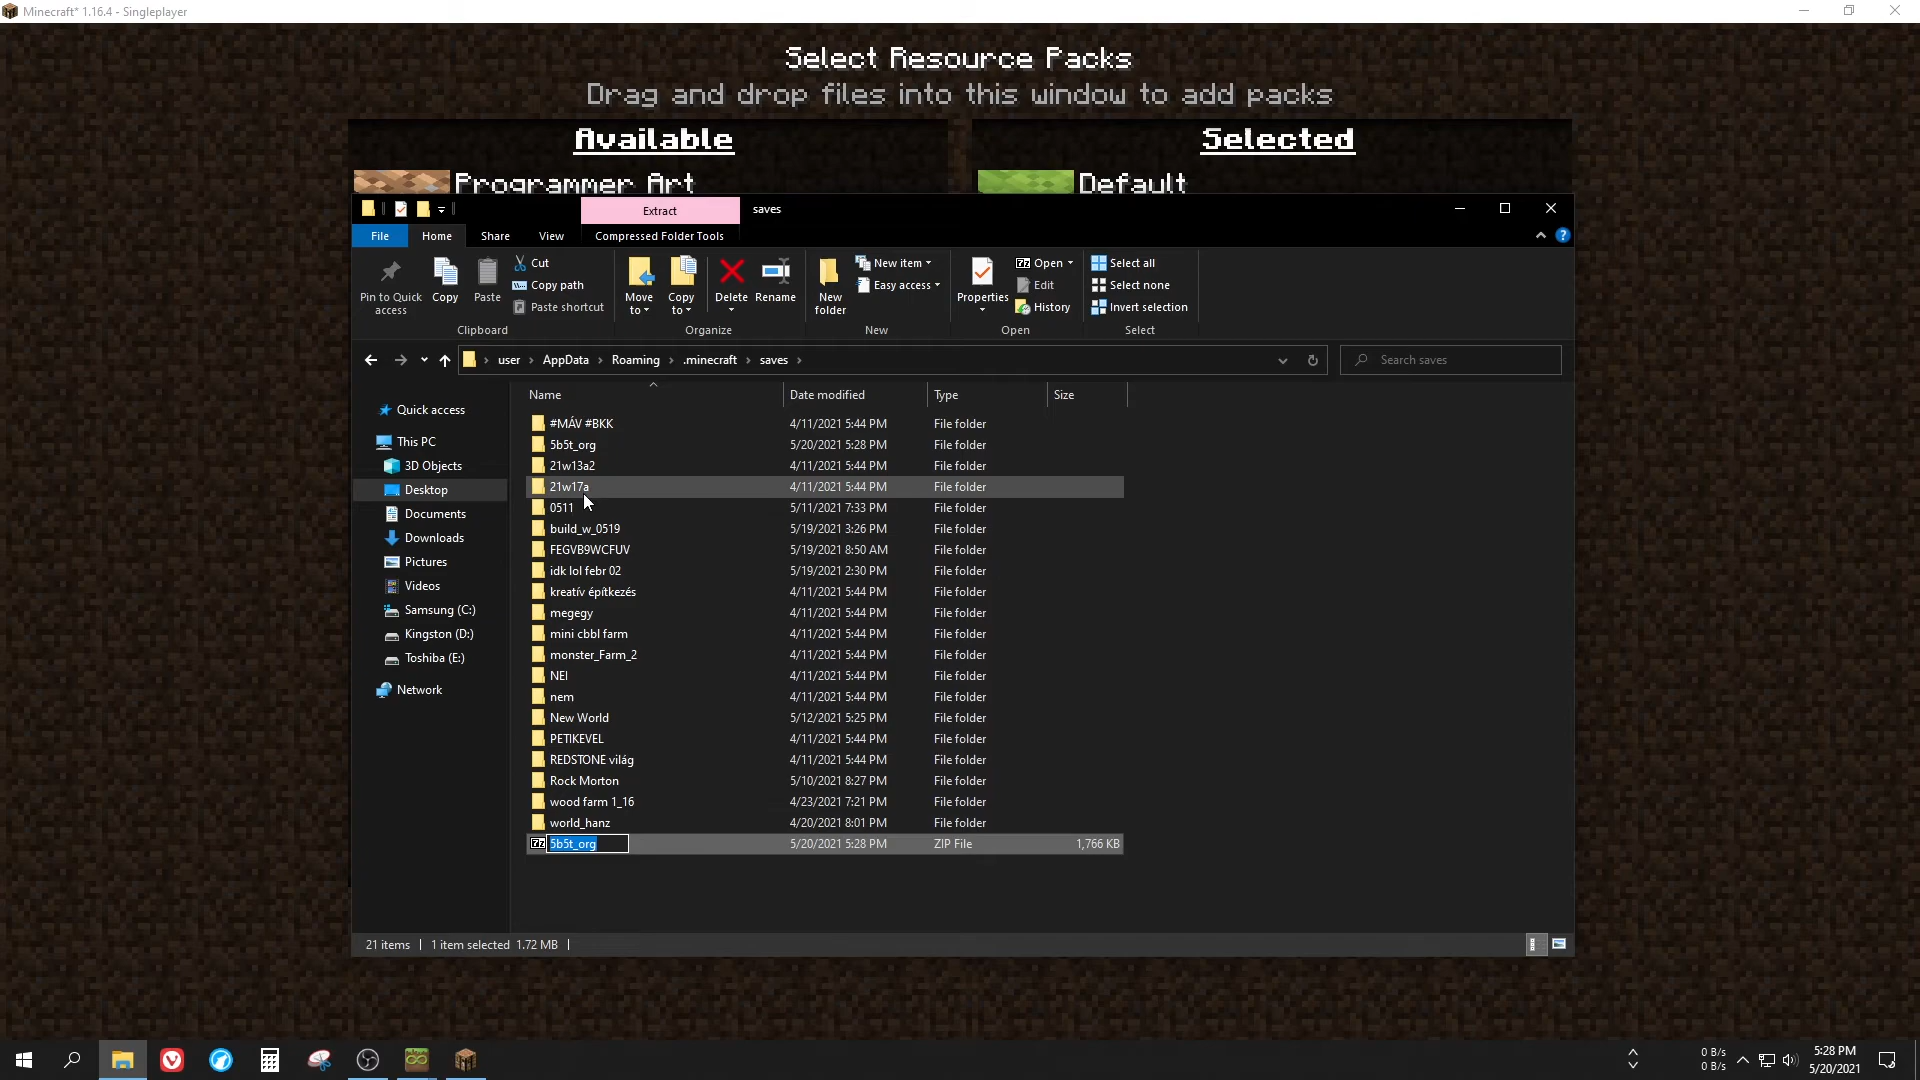 Minecraft* 1.16.4 - Singleplayer
Select Resource Packs
Drag and drop files into this window to add packs
Available
Selected
Programmer Art
Default
Extract
saves
File
Home
Share
View
Compressed Folder Tools
Pin to Quick access
Copy
Paste
Cut
Copy path
Paste shortcut
Clipboard
Move to
Copy to
Delete
Rename
Organize
New folder
New item
Easy access
New
Properties
Open
Edit
History
Open
Select all
Select none
Invert selection
Select
user > AppData > Roaming > .minecraft > saves >
Search saves
Quick access
This PC
3D Objects
Desktop
Documents
Downloads
Pictures
Videos
Samsung (C:)
Kingston (D:)
Toshiba (E:)
Network
Name Date modified Type Size
#MÁV #BKK 4/11/2021 5:44 PM File folder
5b5t_org 5/20/2021 5:28 PM File folder
21w13a2 4/11/2021 5:44 PM File folder
21w17a 4/11/2021 5:44 PM File folder
0511 5/11/2021 7:33 PM File folder
build_w_0519 5/19/2021 3:26 PM File folder
FEGVB9WCFUV 5/19/2021 8:50 AM File folder
idk lol febr 02 5/19/2021 2:30 PM File folder
kreatív építkezés 4/11/2021 5:44 PM File folder
megegy 4/11/2021 5:44 PM File folder
mini cbbl farm 4/11/2021 5:44 PM File folder
monster_Farm_2 4/11/2021 5:44 PM File folder
NEI 4/11/2021 5:44 PM File folder
nem 4/11/2021 5:44 PM File folder
New World 5/12/2021 5:25 PM File folder
PETIKEVEL 4/11/2021 5:44 PM File folder
REDSTONE világ 4/11/2021 5:44 PM File folder
Rock Morton 5/10/2021 8:27 PM File folder
wood farm 1_16 4/23/2021 7:21 PM File folder
world_hanz 4/20/2021 8:01 PM File folder
5b5t_org 5/20/2021 5:28 PM ZIP File 1,766 KB
21 items | 1 item selected 1.72 MB |
0 B/s
0 B/s
5:28 PM
5/20/2021